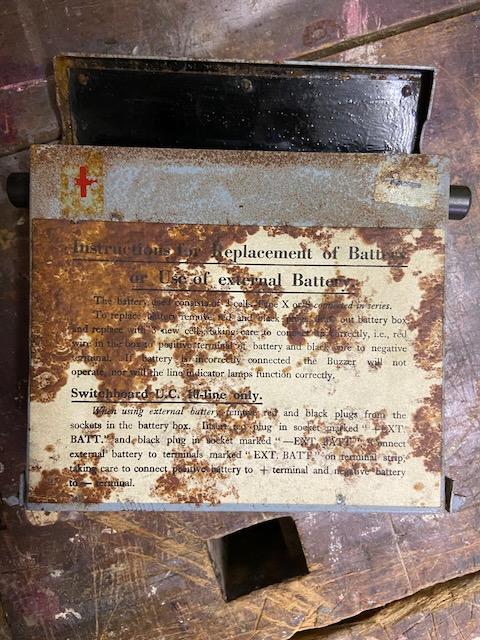 +
Instructions for Replacement of Battery
or Use of external Battery.
The battery used consists of 3 cells, Type X or S connected in series.
To replace battery remove red and black plugs, take out battery box
and replace with 3 new cells, taking care to connect up correctly, i.e., red
wire in the box to positive terminal of battery and black wire to negative
terminal. If battery is incorrectly connected the Buzzer will not
operate, nor will the line indicator lamps function correctly.
Switchboard U.C. 10-line only.
When using external battery remove red and black plugs from the
sockets in the battery box. Insert red plug in socket marked "+EXT.
BATT." and black plug in socket marked "—EXT. BATT." Connect
external battery to terminals marked "EXT. BATT." on terminal strip,
taking care to connect positive battery to + terminal and negative battery
to — terminal.